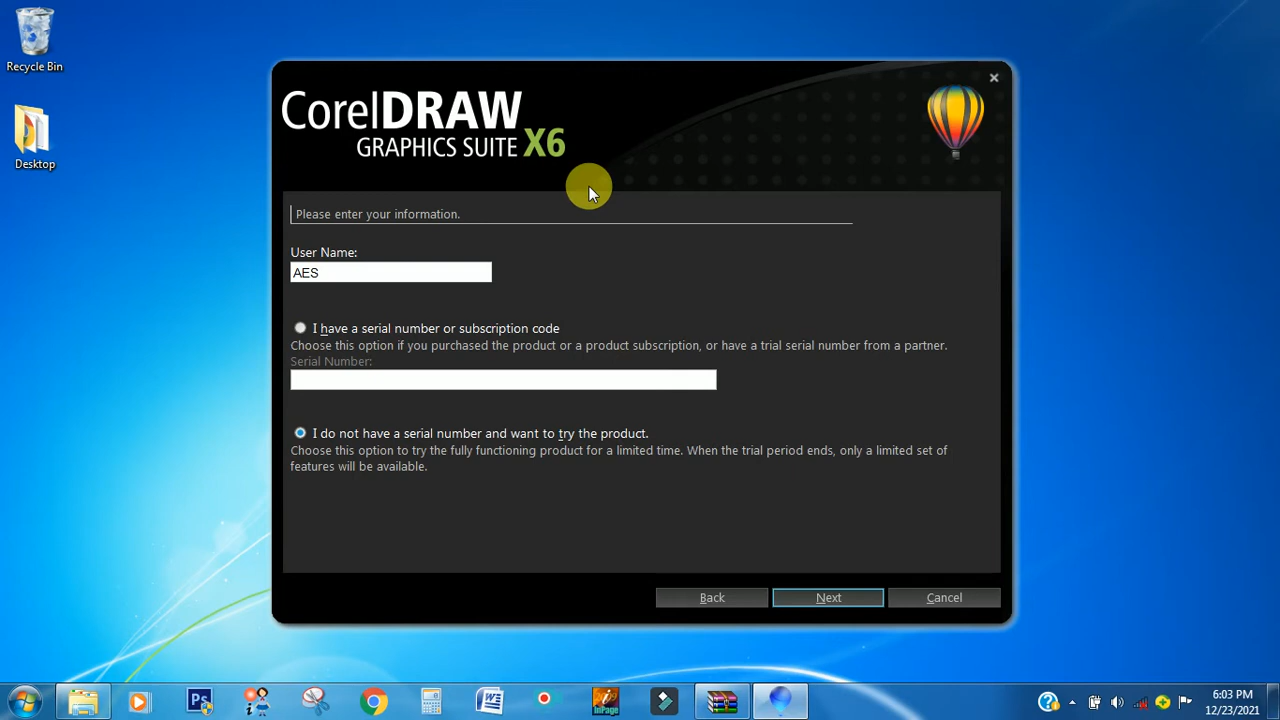 Recycle Bin
Desktop
CorelDRAW
GRAPHICS SUITE X6
Please enter your information.
User Name:
AES
I have a serial number or subscription code
Choose this option if you purchased the product or a product subscription, or have a trial serial number from a partner.
Serial Number:
I do not have a serial number and want to try the product.
Choose this option to try the fully functioning product for a limited time. When the trial period ends, only a limited set of
features will be available.
Back
Next
Cancel
Ps
InPage
6:03 PM
12/23/2021